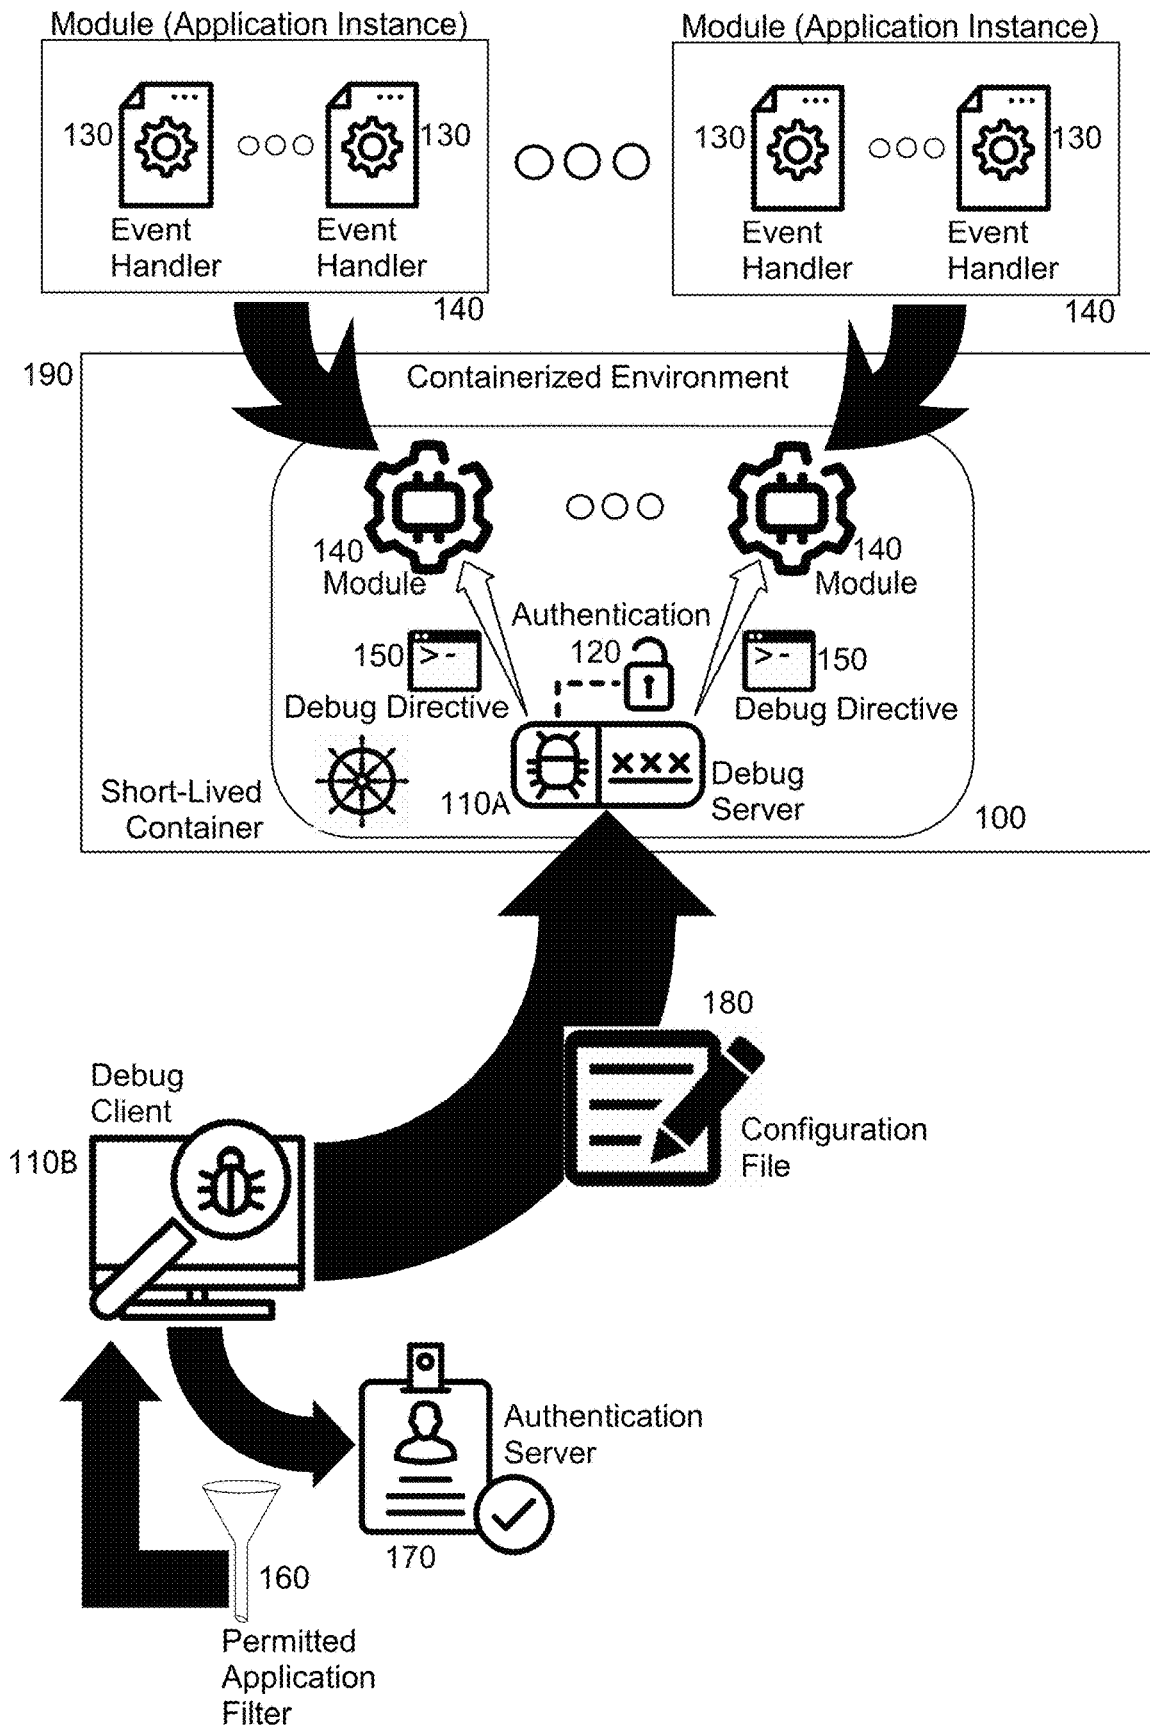 Module (Application Instance)
Module (Application Instance)
130
130
130
130
Event
Handler
Event
Handler
Event
Handler
Event
Handler
140
140
190
Containerized Environment
140
Module
140
Module
Authentication
120
150
>-
Debug Directive
>-
150
Debug Directive
Short-Lived
Container
110A
×××
Debug
Server
100
180
Debug
Client
110B
Configuration
File
Authentication
Server
170
160
Permitted
Application
Filter